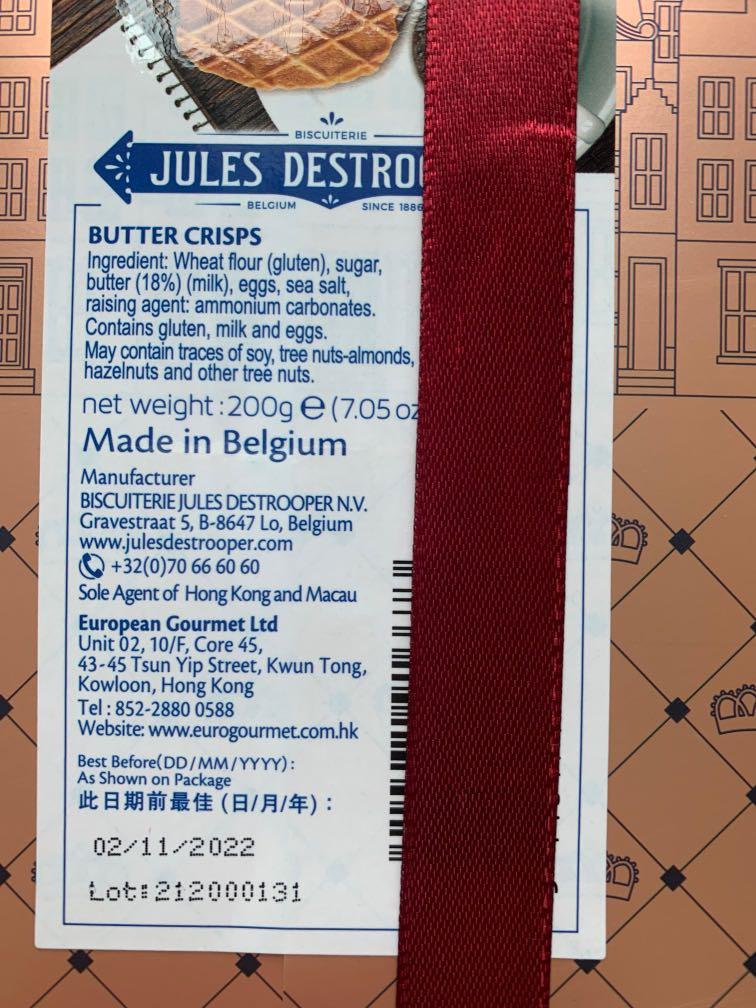 BISCUITERIE
JULES
BELGIUM
SINCE 1886
BUTTER CRISPS
Ingredient: Wheat flour (gluten), sugar,
butter (18%) (milk), eggs, sea salt,
raising agent: ammonium carbonates.
Contains gluten, milk and eggs.
May contain traces of soy, tree nuts-almonds,
hazelnuts and other tree nuts.
net weight : 200g ℮ (7.05 oz
Made in Belgium
Manufacturer
BISCUITERIE JULES DESTROOPER N.V.
Gravestraat 5, B-8647 Lo, Belgium
www.julesdestrooper.com
+32(0)70 66 60 60
Sole Agent of Hong Kong and Macau
European Gourmet Ltd
Unit 02, 10/F, Core 45,
43-45 Tsun Yip Street, Kwun Tong,
Kowloon, Hong Kong
Tel : 852-2880 0588
Website: www.eurogourmet.com.hk
Best Before(DD/MM/YYYY) :
As Shown on Package
此日期前最佳 (日/月/年) :
02/11/2022
Lot:212000131